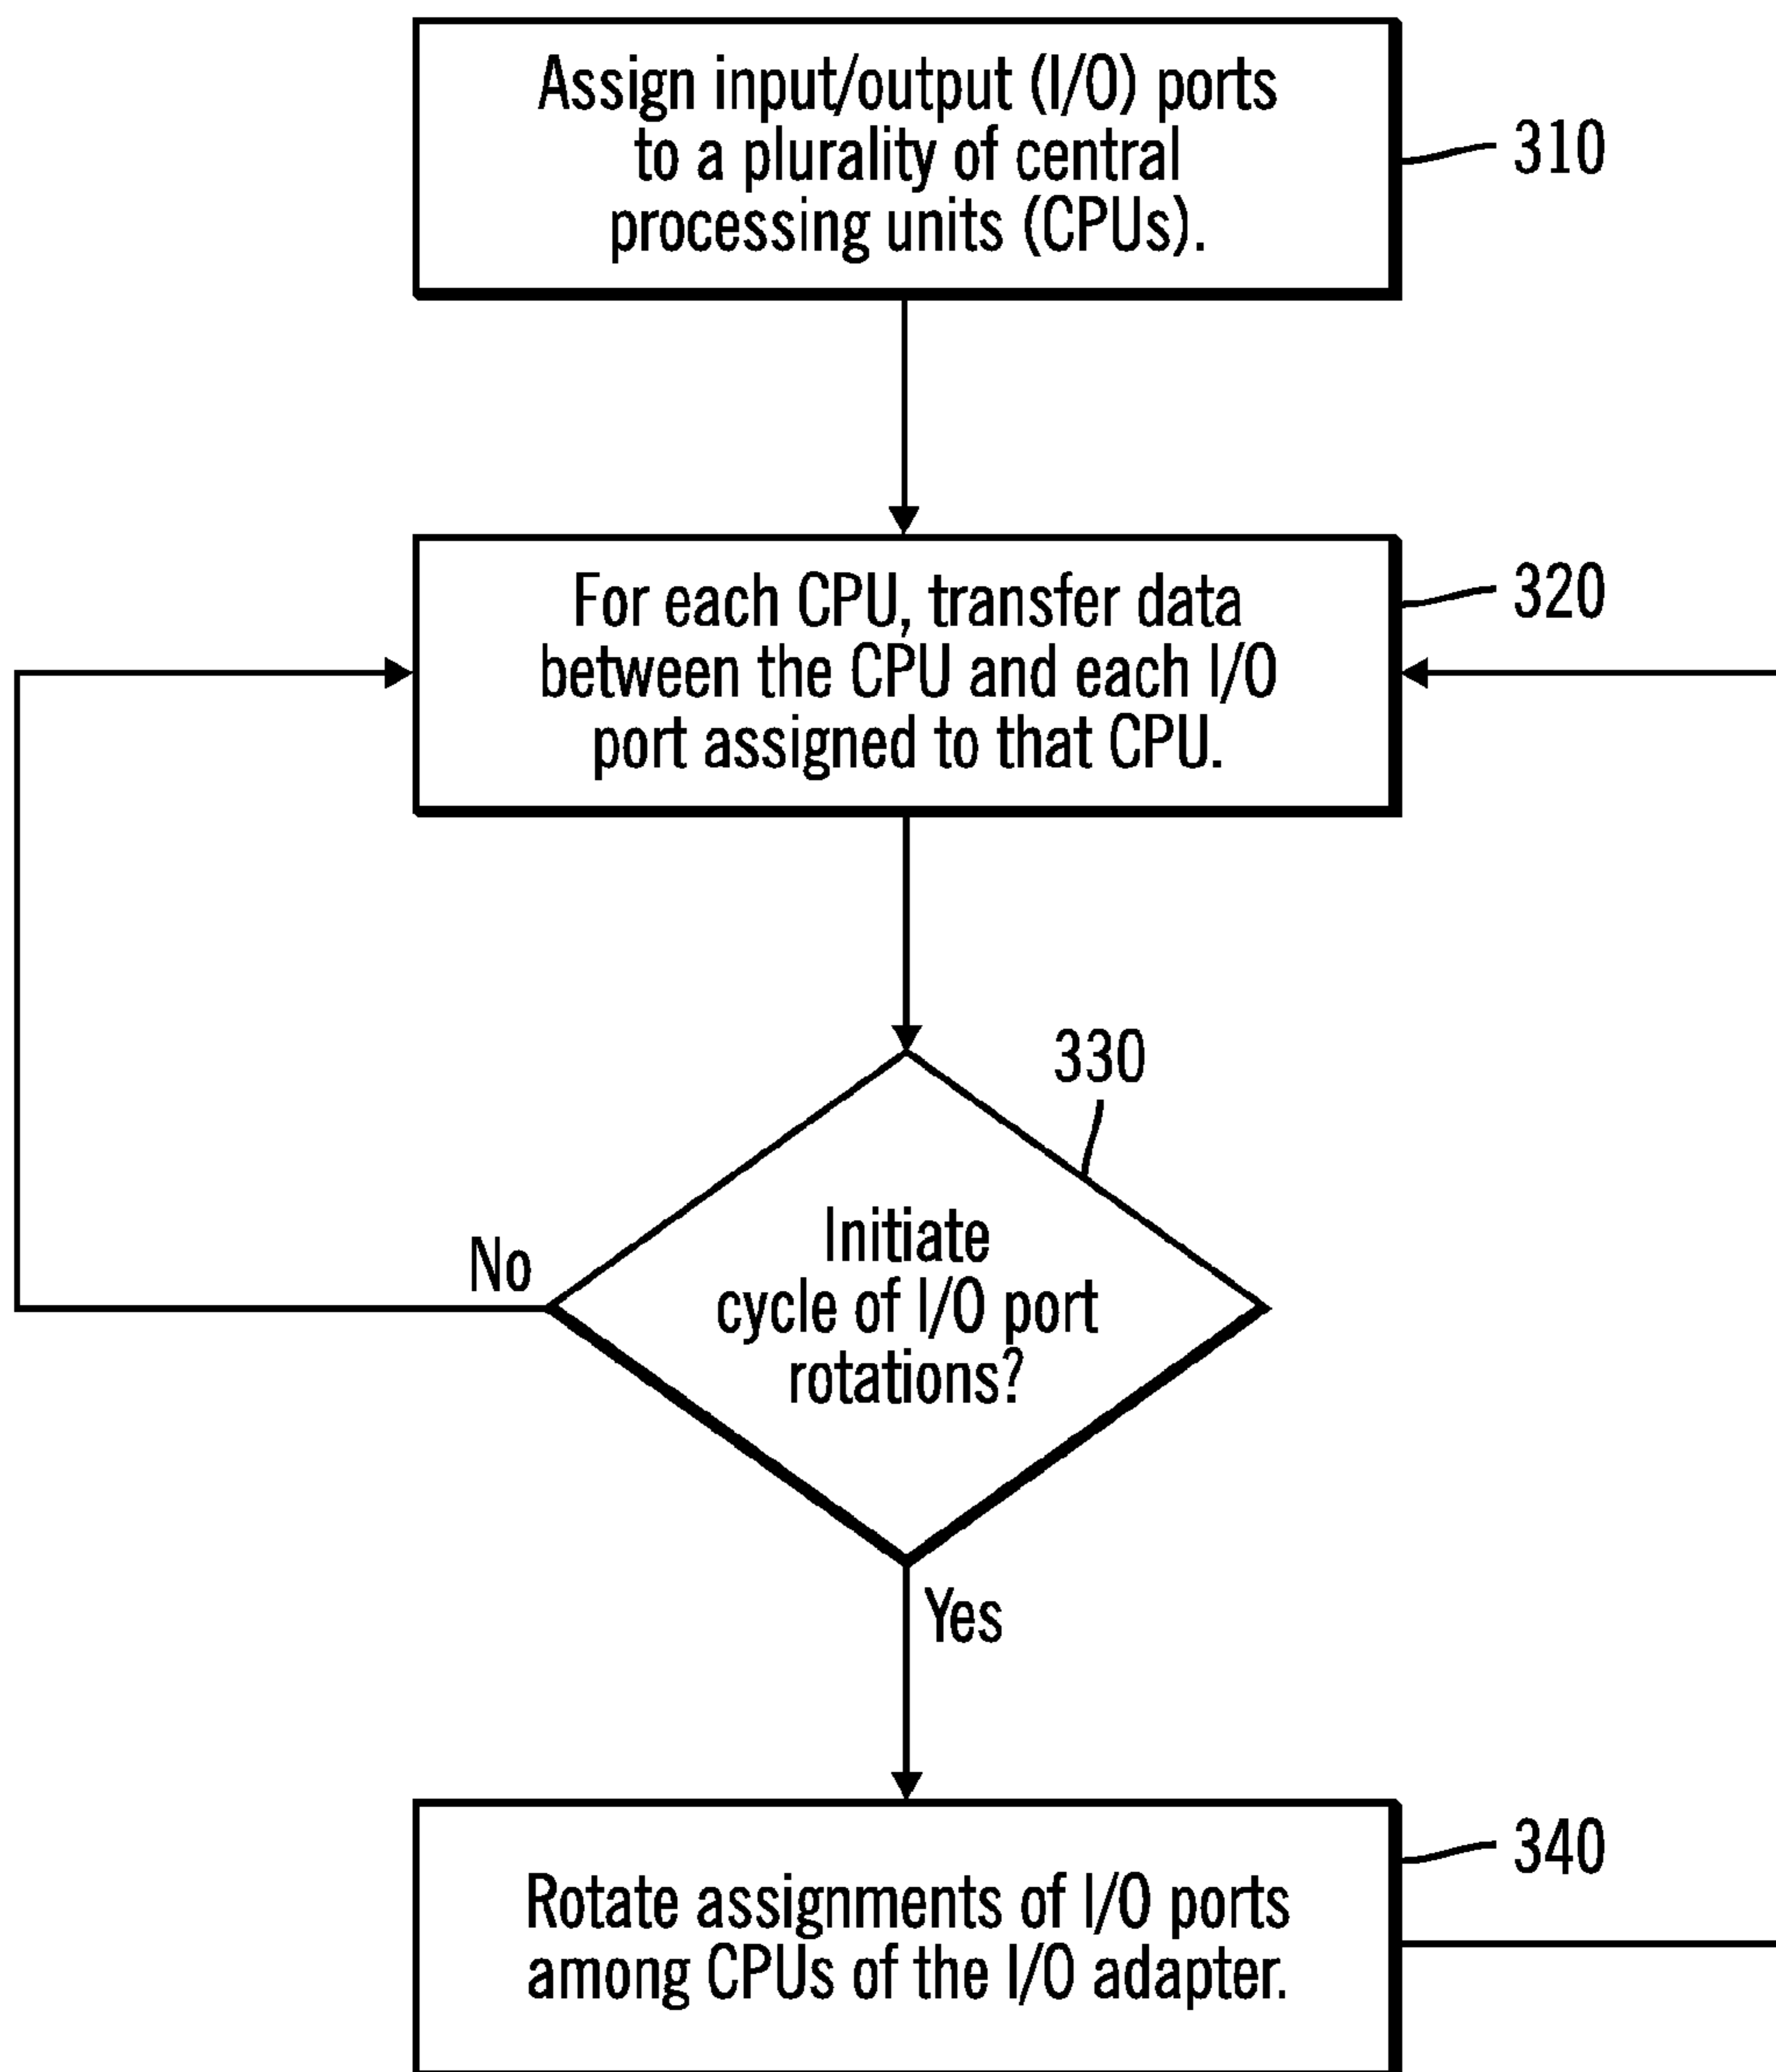 Assign input/output (I/O) ports
to a plurality of central
processing units (CPUs).
310
For each CPU, transfer data
between the CPU and each I/O
port assigned to that CPU.
320
330
Initiate
cycle of I/O port
rotations?
No
Yes
Rotate assignments of I/O ports
among CPUs of the I/O adapter.
340